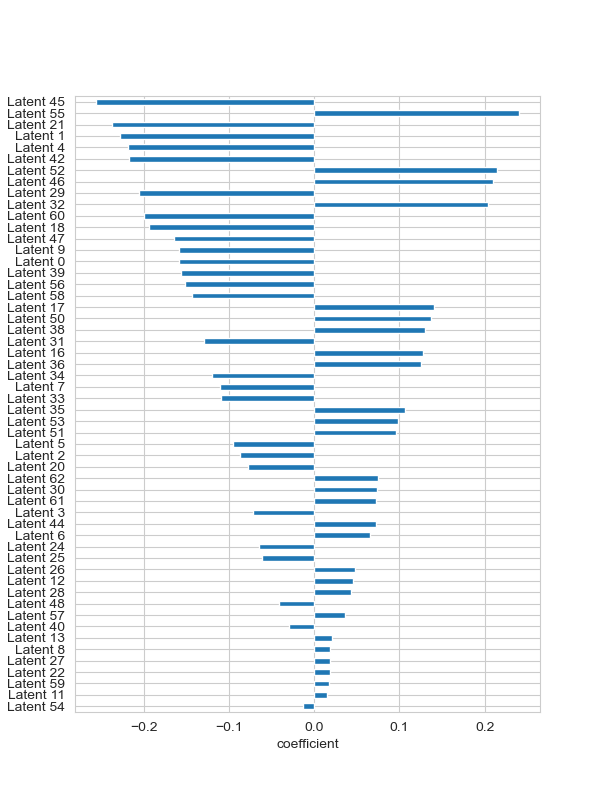 Latent 45
Latent 55
Latent 21
Latent 1
Latent 4
Latent 42
Latent 52
Latent 46
Latent 29
Latent 32
Latent 60
Latent 18
Latent 47
Latent 9
Latent 0
Latent 39
Latent 56
Latent 58
Latent 17
Latent 50
Latent 38
Latent 31
Latent 16
Latent 36
Latent 34
Latent 7
Latent 33
Latent 35
Latent 53
Latent 51
Latent 5
Latent 2
Latent 20
Latent 62
Latent 30
Latent 61
Latent 3
Latent 44
Latent 6
Latent 24
Latent 25
Latent 26
Latent 12
Latent 28
Latent 48
Latent 57
Latent 40
Latent 13
Latent 8
Latent 27
Latent 22
Latent 59
Latent 11
Latent 54
−0.2 −0.1 0.0 0.1 0.2
coefficient